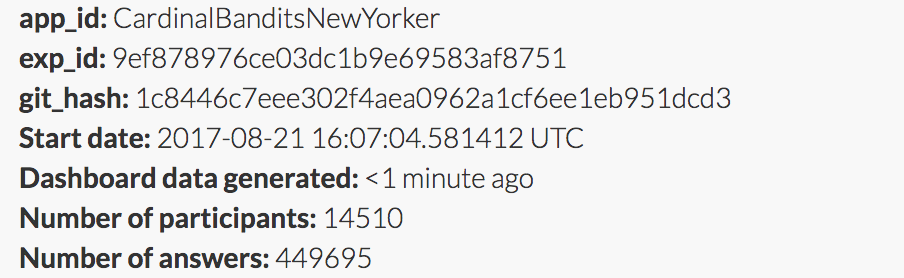 app_id: CardinalBanditsNewYorker
exp_id: 9ef878976ce03dc1b9e69583af8751
git_hash: 1c8446c7eee302f4aea0962a1cf6ee1eb951dcd3
Start date: 2017-08-21 16:07:04.581412 UTC
Dashboard data generated: <1 minute ago
Number of participants: 14510
Number of answers: 449695